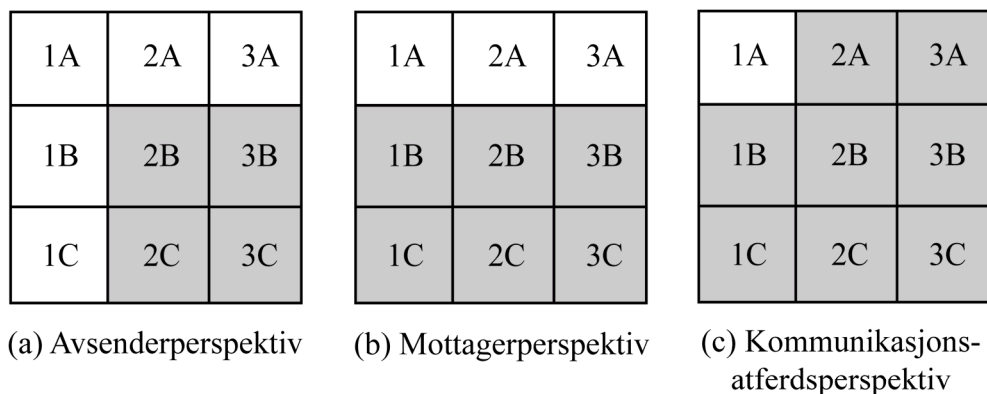 1A 2A 3A
1B 2B 3B
1C 2C 3C
(a) Avsenderperspektiv
1A 2A 3A
1B 2B 3B
1C 2C 3C
(b) Mottagerperspektiv
1A 2A 3A
1B 2B 3B
1C 2C 3C
(c) Kommunikasjons-
atferdsperspektiv